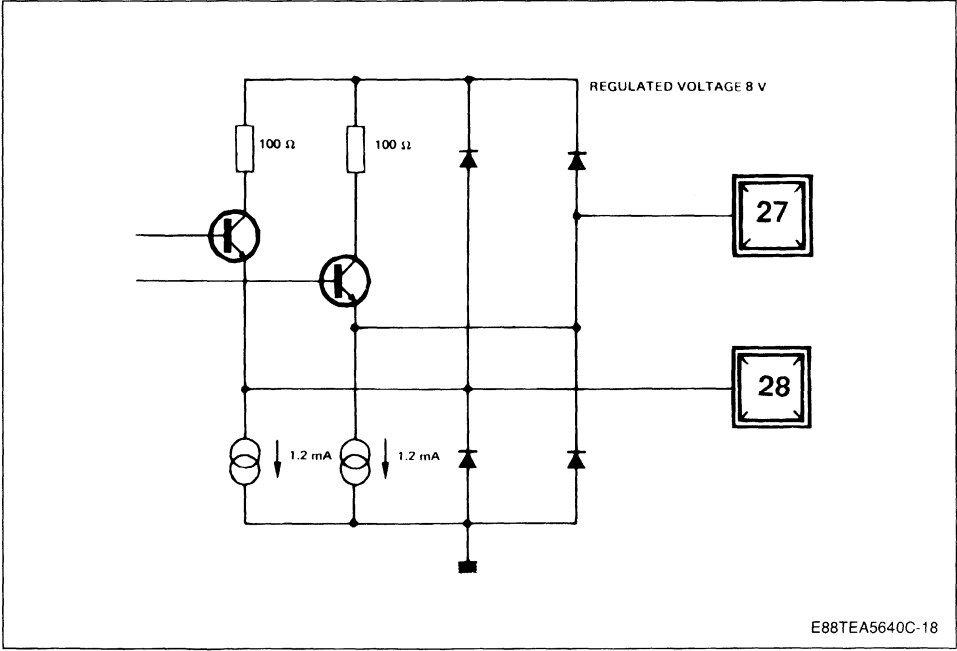 REGULATED VOLTAGE 8 V
100 Ω
100 Ω
27
28
1.2 mA
1.2 mA
E88TEA5640C-18